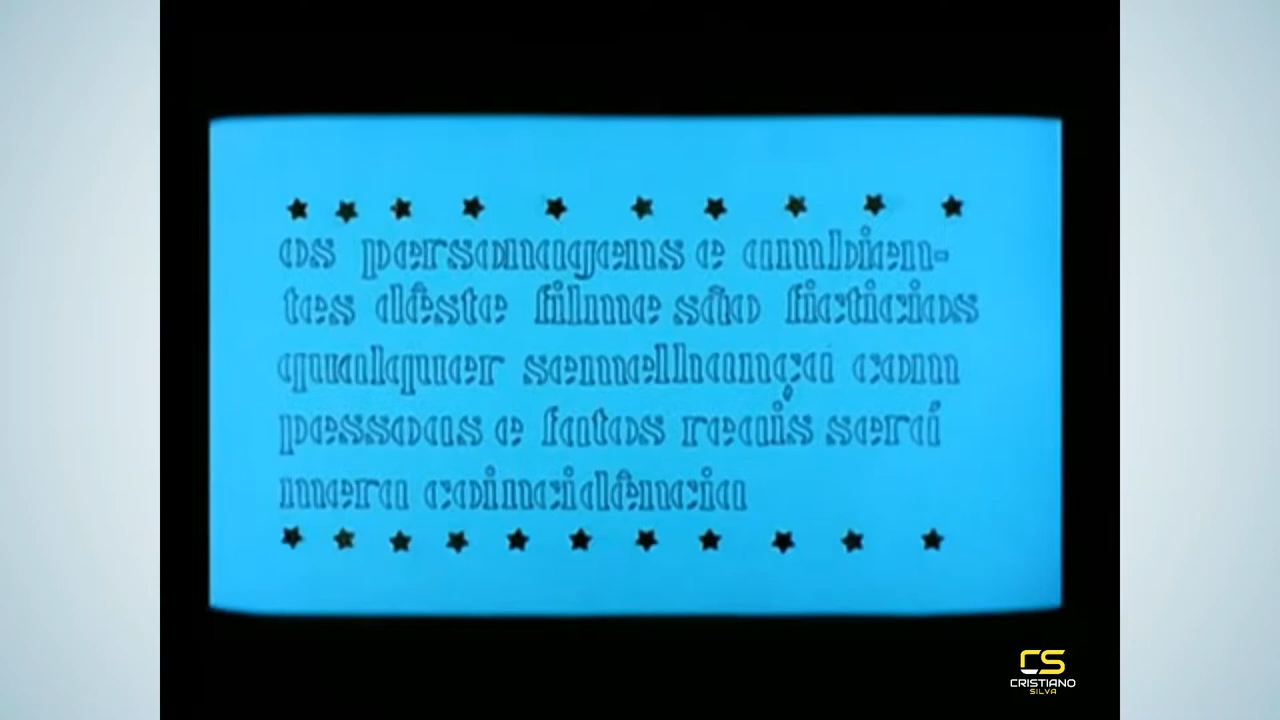 os personagens e ambien-
tes dêste filme são ficticios
qualquer semelhança com
pessoas e fatos reais será
mera coincidência
CS
CRISTIANO
SILVA